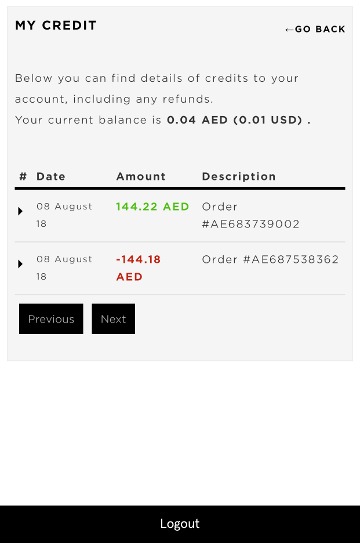 MY CREDIT
←GO BACK
Below you can find details of credits to your
account, including any refunds.
Your current balance is 0.04 AED (0.01 USD) .
# Date Amount Description
08 August 144.22 AED Order
18 #AE683739002
08 August -144.18 Order #AE687538362
18 AED
Previous Next
Logout